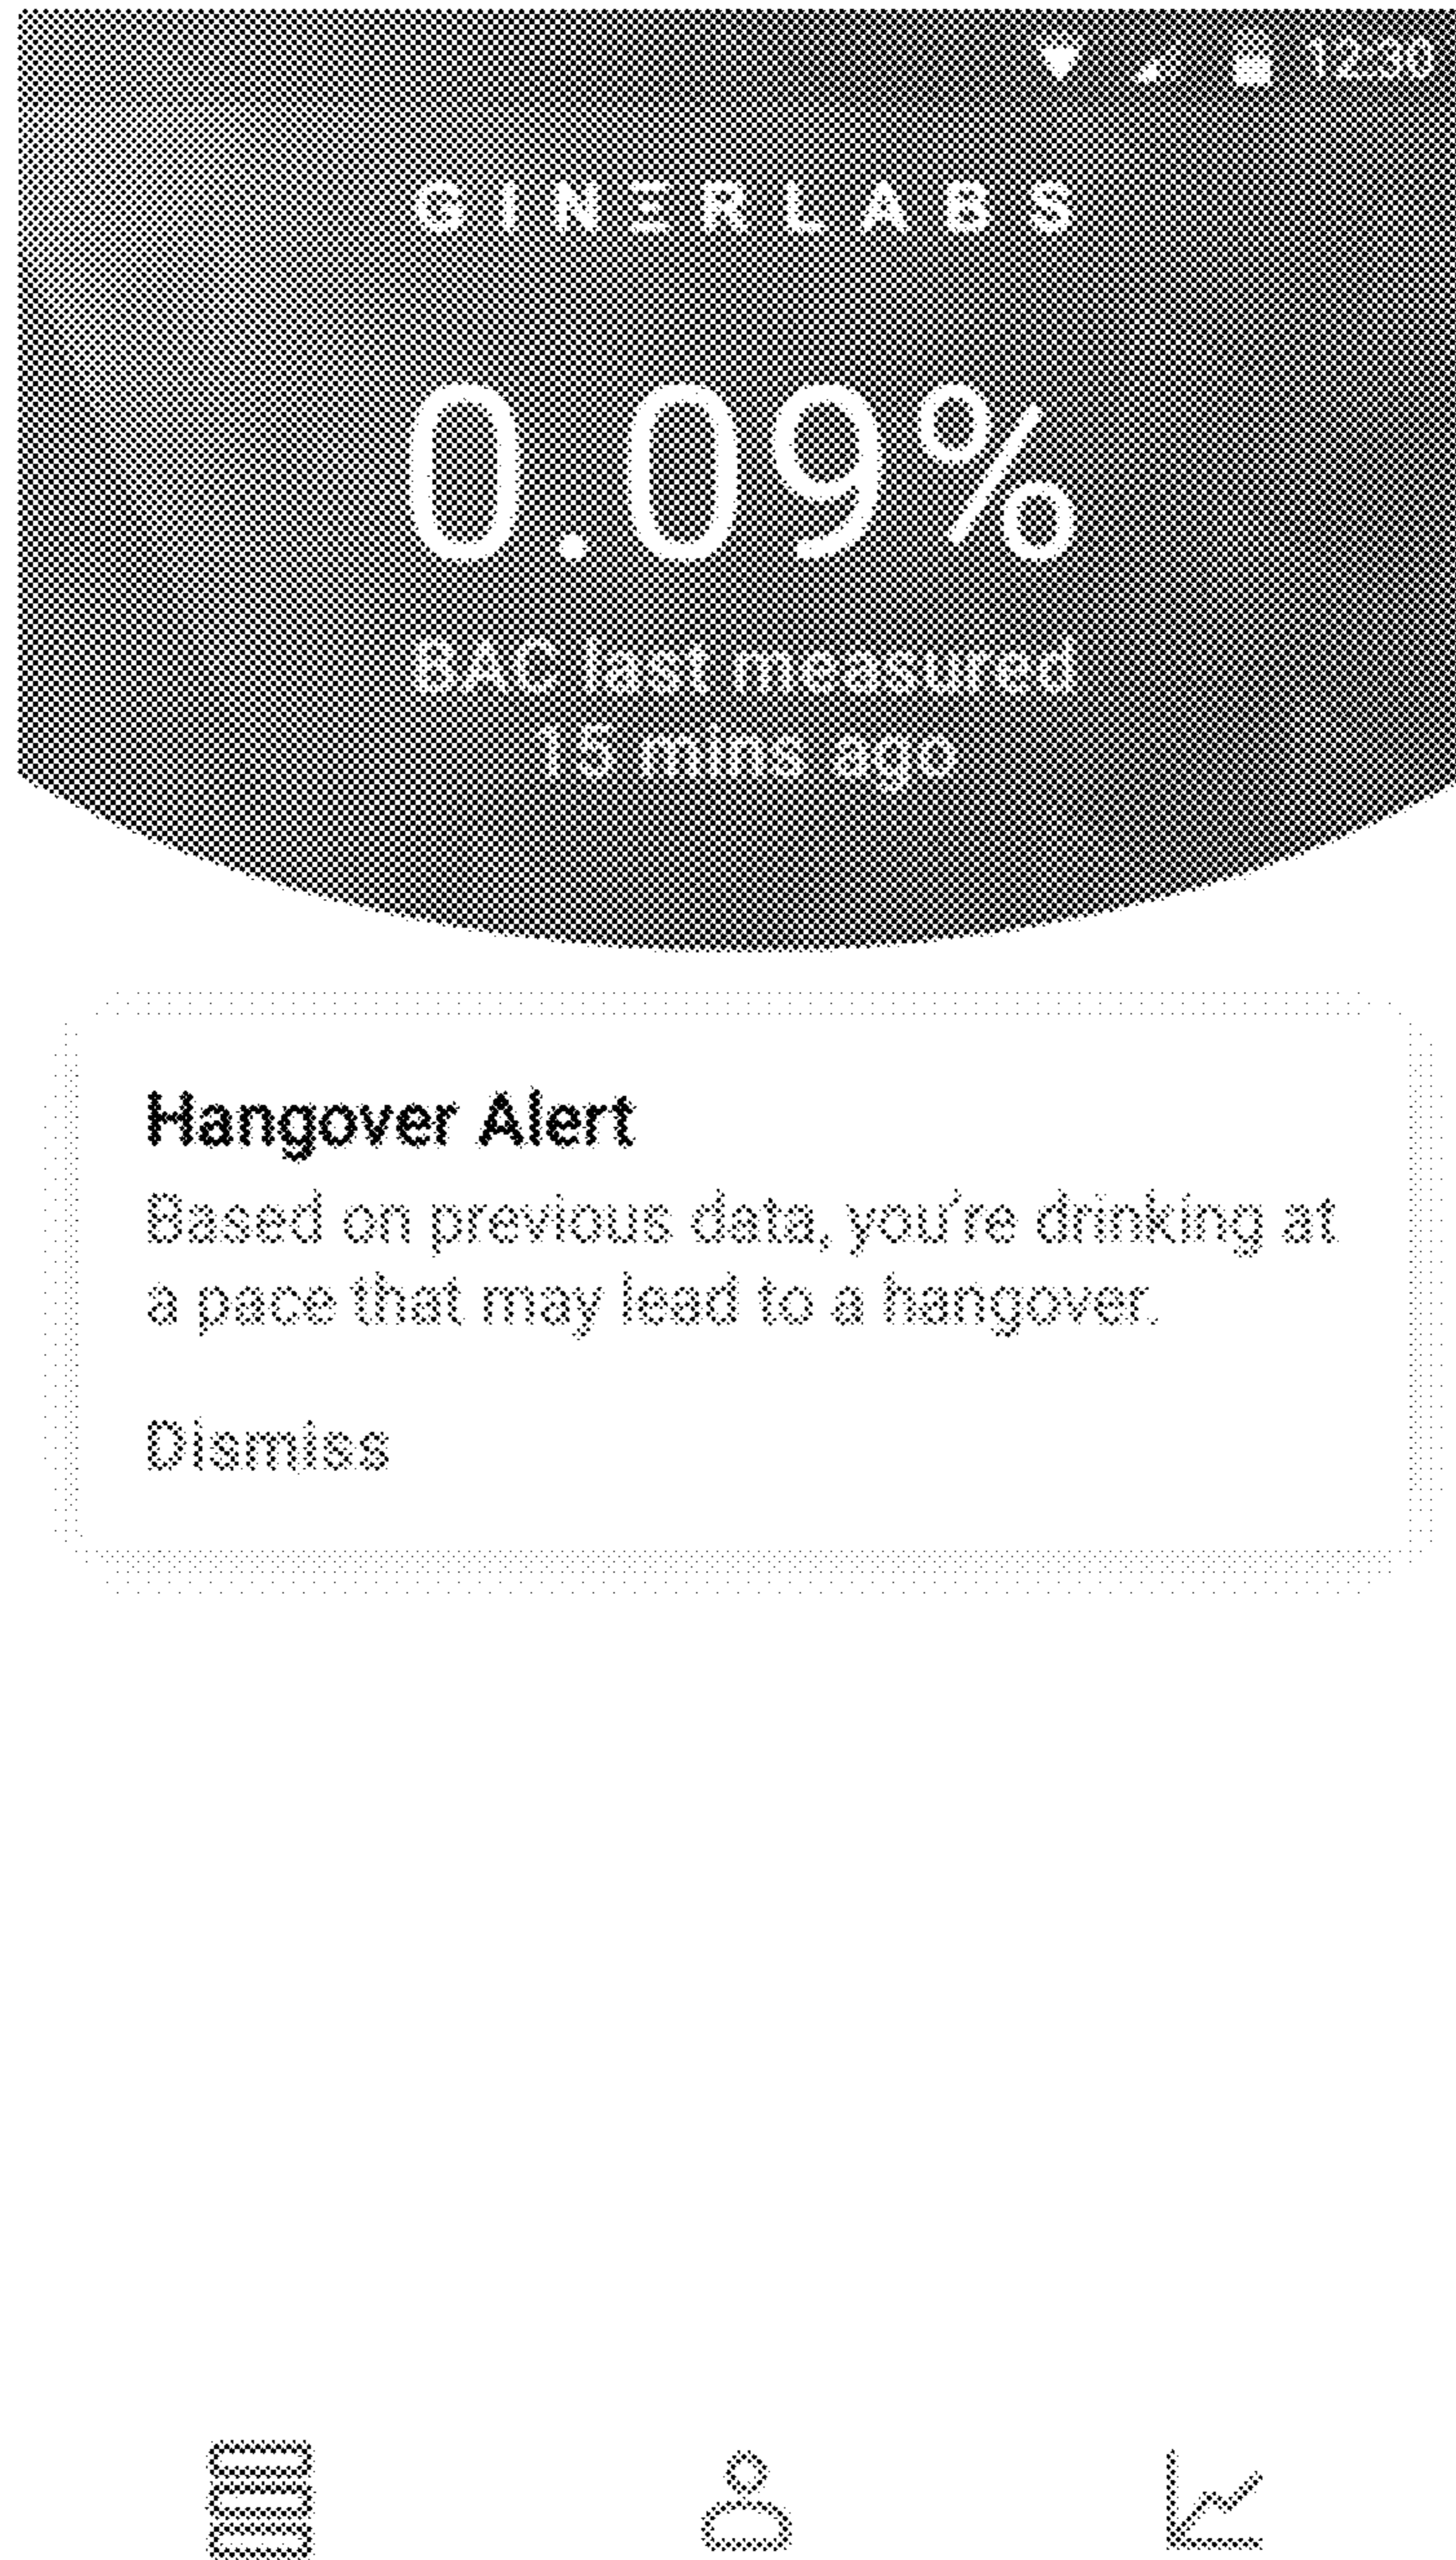 12:30
GINERLABS
0.09%
BAC last measured
15 mins ago
Hangover Alert
Based on previous data, you're drinking at
a pace that may lead to a hangover.
Dismiss